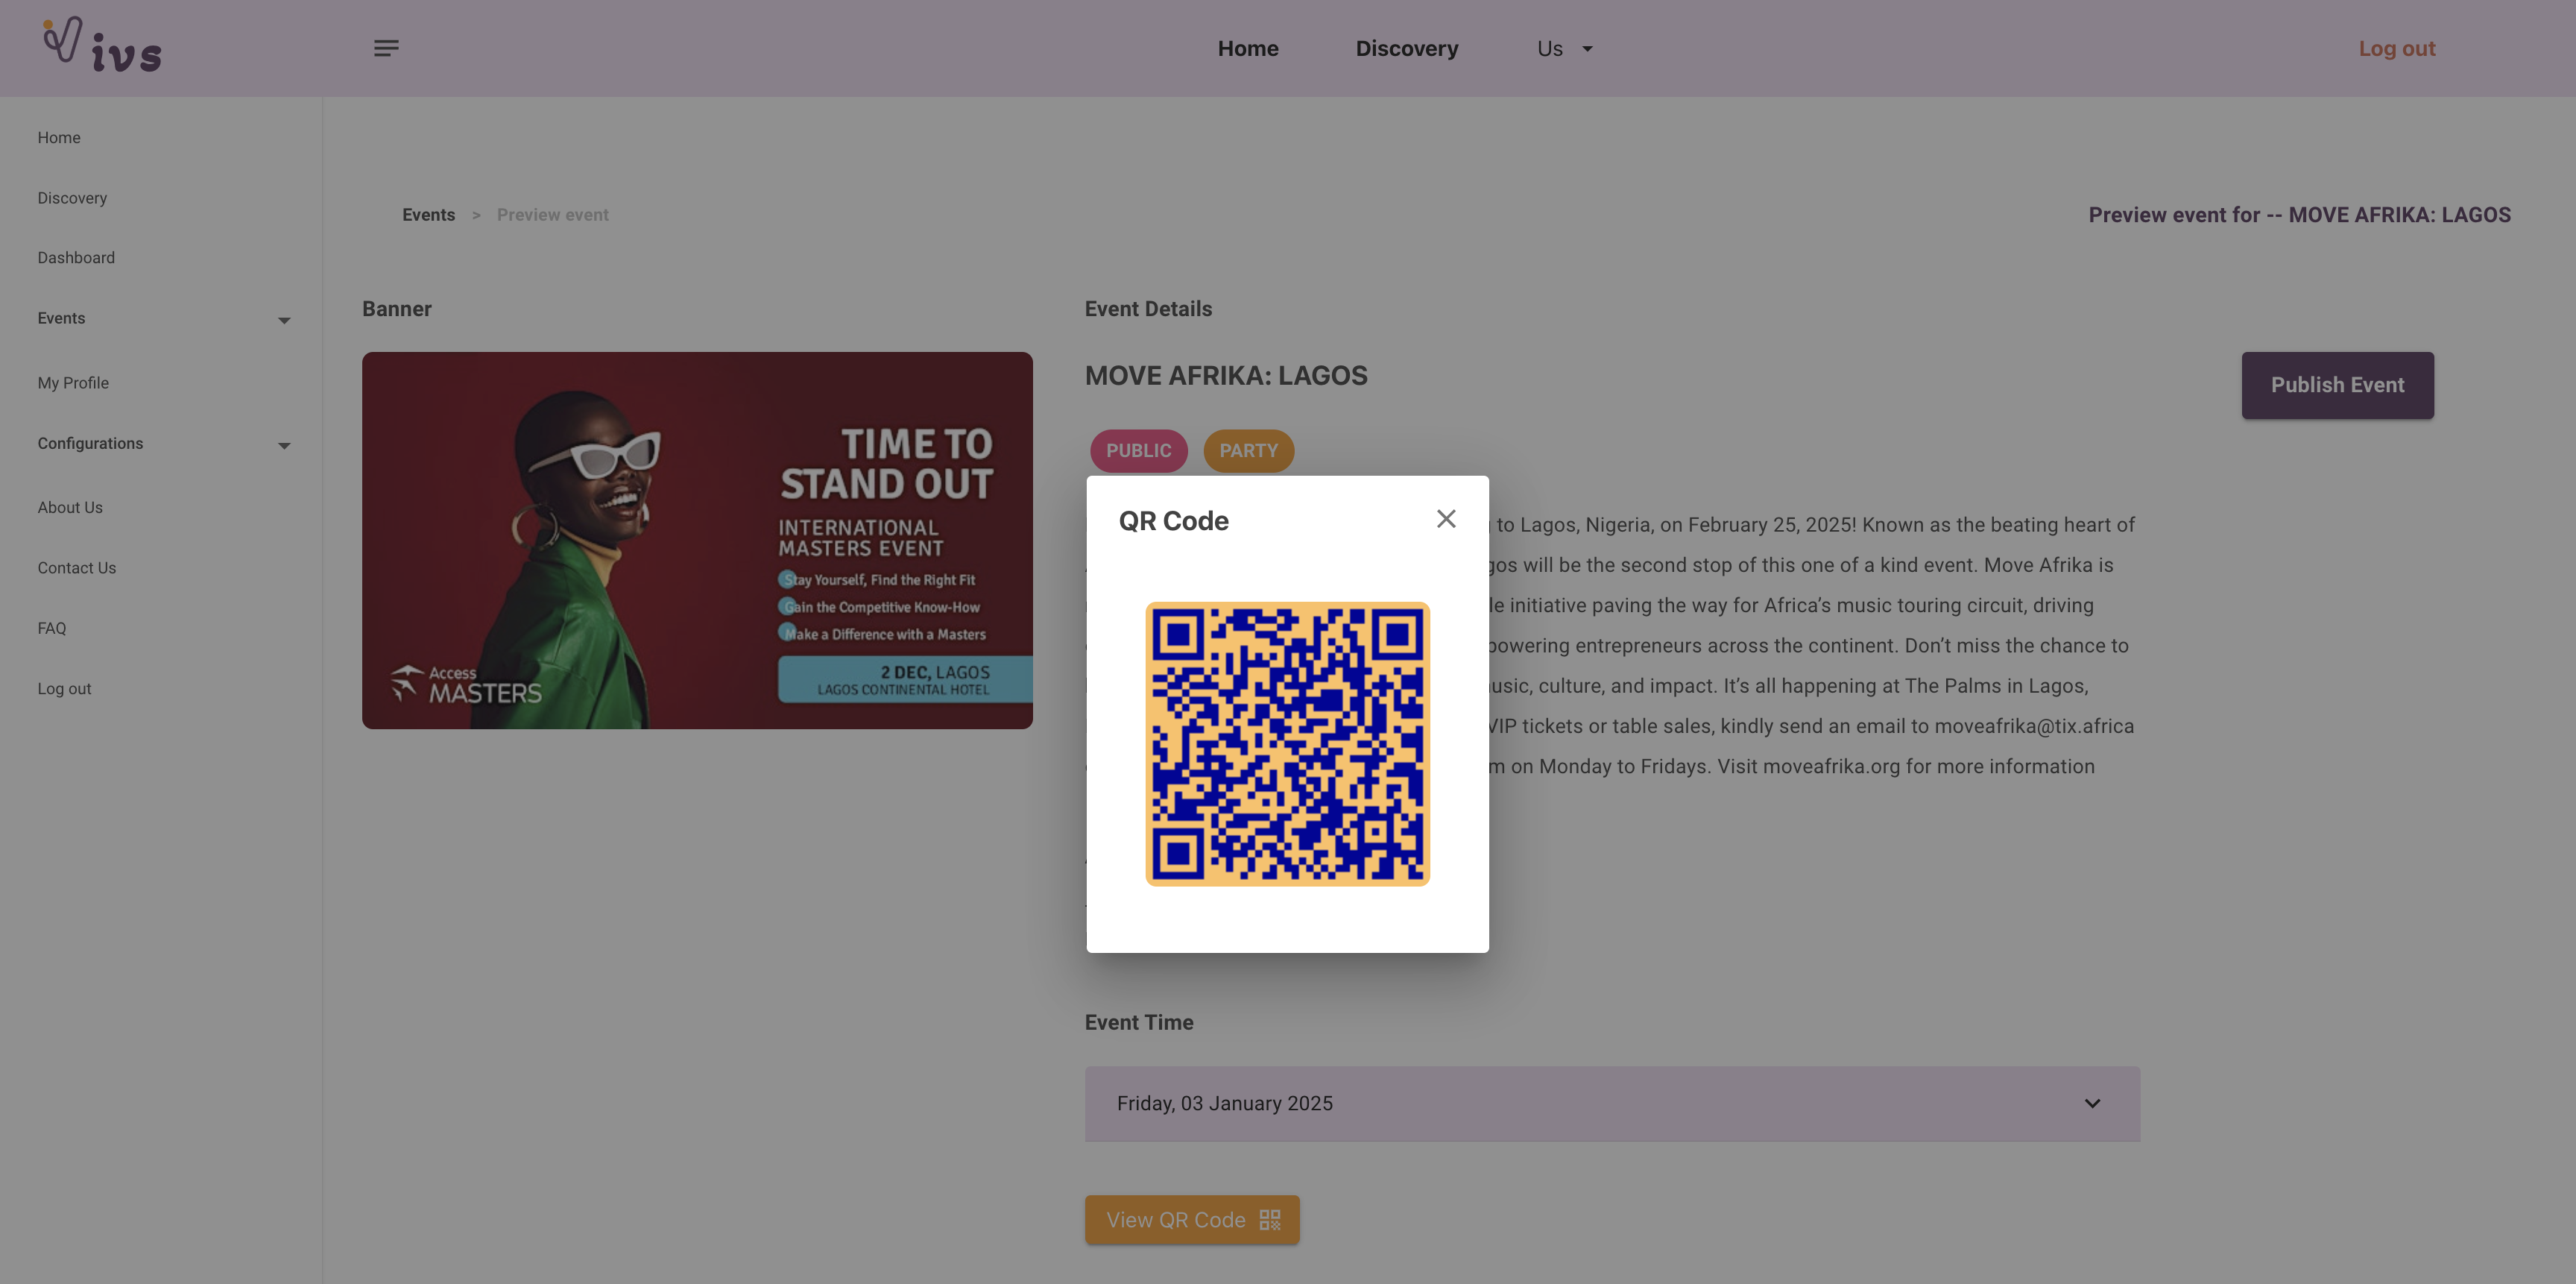 Vivs
Home
Discovery
Us
Log out
Home
Discovery
Dashboard
Events
My Profile
Configurations
About Us
Contact Us
FAQ
Log out
Events > Preview event
Preview event for -- MOVE AFRIKA: LAGOS
Banner
TIME TO
STAND OUT
INTERNATIONAL
MASTERS EVENT
Stay Yourself, Find the Right Fit
Gain the Competitive Know-How
Make a Difference with a Masters
2 DEC, LAGOS
LAGOS CONTINENTAL HOTEL
Access
MASTERS
Event Details
MOVE AFRIKA: LAGOS
Publish Event
PUBLIC
PARTY
QR Code
to Lagos, Nigeria, on February 25, 2025! Known as the beating heart of
gos will be the second stop of this one of a kind event. Move Afrika is
le initiative paving the way for Africa’s music touring circuit, driving
powering entrepreneurs across the continent. Don’t miss the chance to
usic, culture, and impact. It’s all happening at The Palms in Lagos,
VIP tickets or table sales, kindly send an email to moveafrika@tix.africa
m on Monday to Fridays. Visit moveafrika.org for more information
Event Time
Friday, 03 January 2025
View QR Code